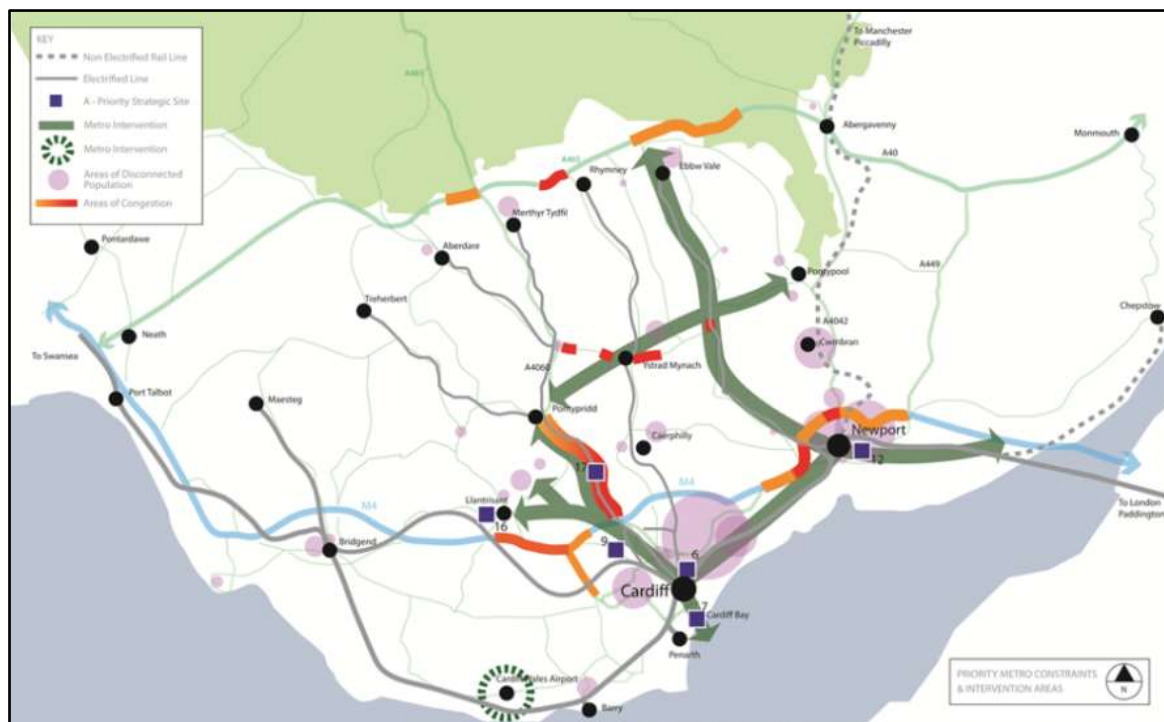 KEY
Non Electrified Rail Line
Electrified Line
A - Priority Strategic Site
Metro Intervention
Metro Intervention
Areas of Disconnected
Population
Areas of Congestion
To Manchester
Piccadilly
A465
Abergavenny
Monmouth
A40
Rhymney
Ebbw Vale
Merthyr Tydfil
Pontardawe
Aberdare
Pontypool
A449
Treherbert
Chepstow
A4042
Neath
Cwmbran
To Swansea
A4060
Ystrad Mynach
Port Talbot
Maesteg
Pontypridd
Newport
Caerphilly
12
17
M4
Llantrisant
M4
To London
Paddington
16
Bridgend
9
6
Cardiff
7
Cardiff Bay
Penarth
PRIORITY METRO CONSTRAINTS
& INTERVENTION AREAS
N
Barry